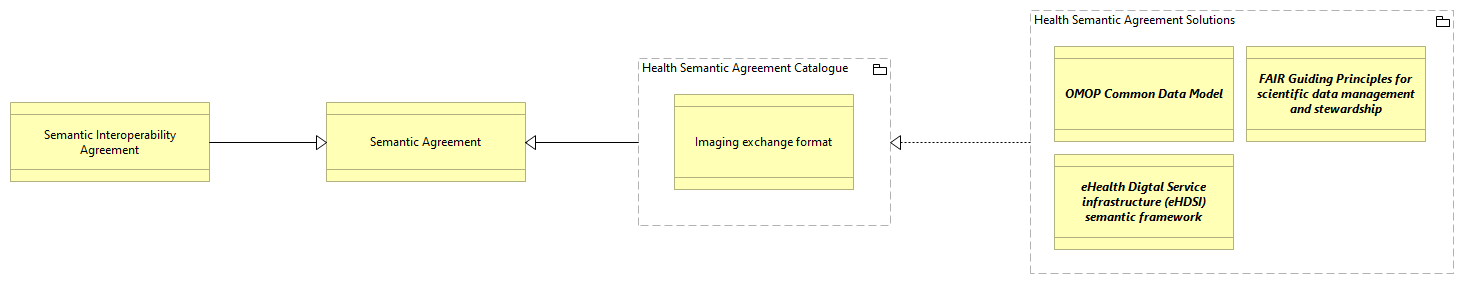 Semantic Interoperability
Agreement
Semantic Agreement
Health Semantic Agreement Catalogue
Imaging exchange format
Health Semantic Agreement Solutions
OMOP Common Data Model
FAIR Guiding Principles for
scientific data management
and stewardship
eHealth Digtal Service
infrastructure (eHDSI)
semantic framework